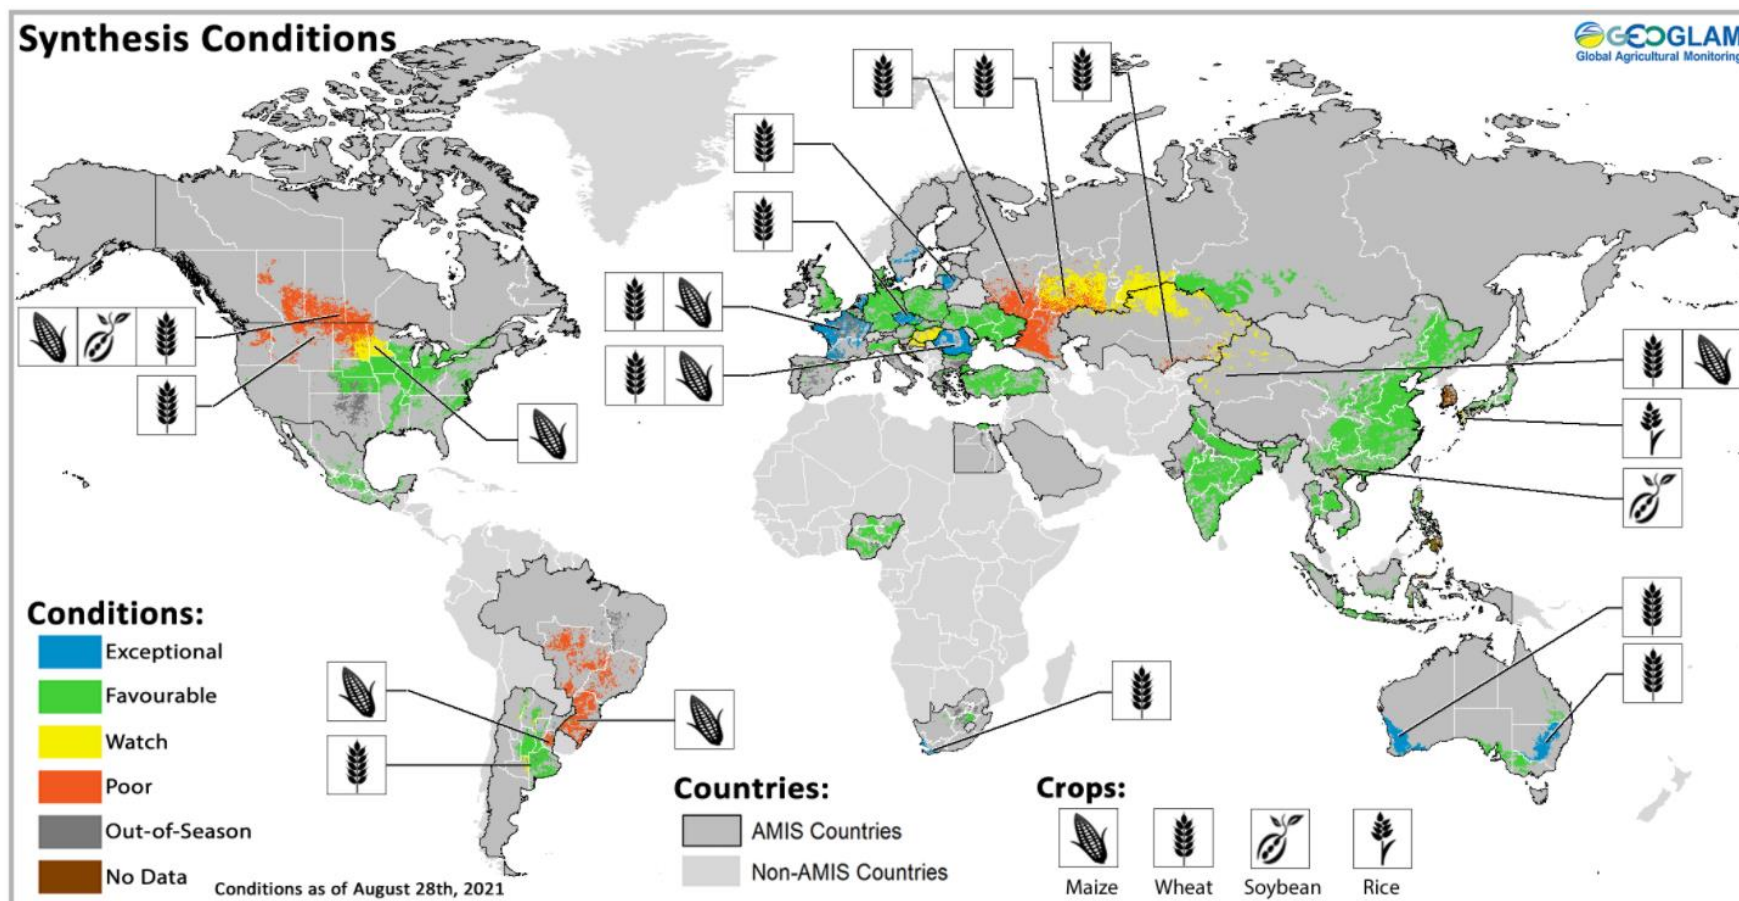 Synthesis Conditions
GEOGLAM
Global Agricultural Monitoring
Conditions:
Exceptional
Favourable
Watch
Poor
Out-of-Season
No Data
Conditions as of August 28th, 2021
Countries:
AMIS Countries
Non-AMIS Countries
Crops:
Maize
Wheat
Soybean
Rice